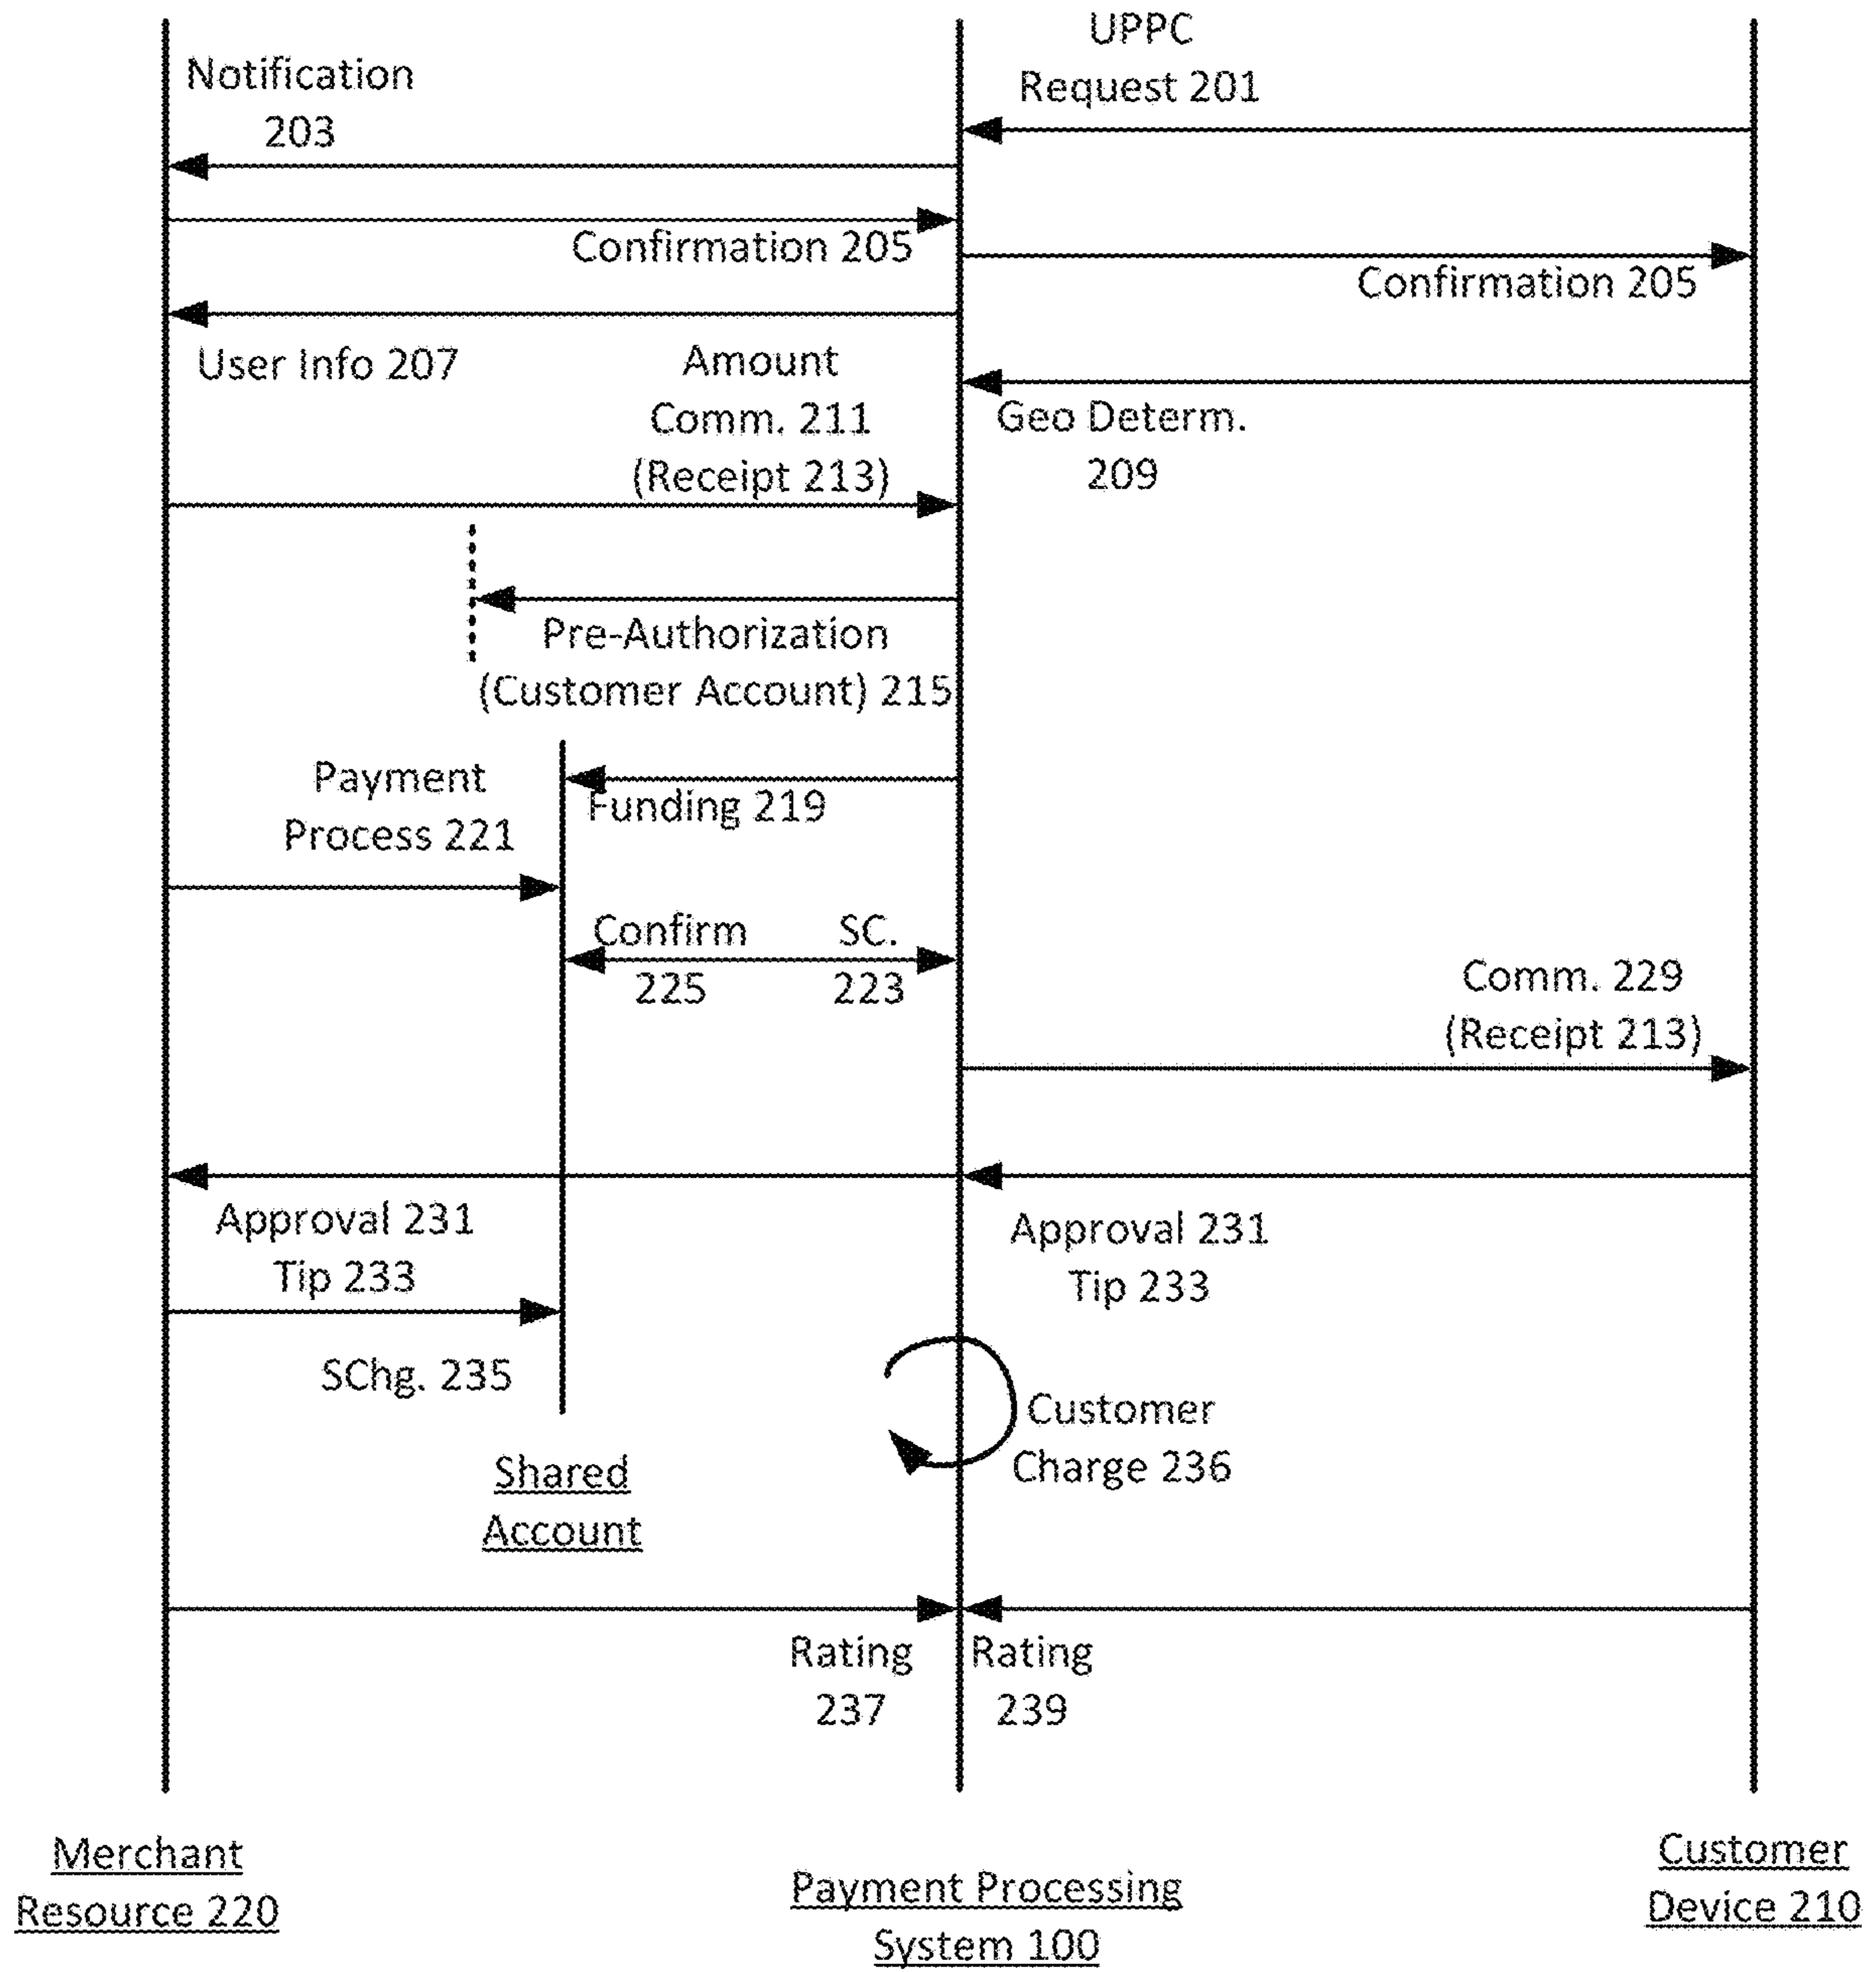 UPPC
Request 201
Notification
203
Confirmation 205
Confirmation 205
User Info 207
Amount
Comm. 211
(Receipt 213)
Geo Determ.
209
Pre-Authorization
(Customer Account) 215
Payment
Process 221
Funding 219
Confirm
225
SC.
223
Comm. 229
(Receipt 213)
Approval 231
Tip 233
Approval 231
Tip 233
SChg. 235
Customer
Charge 236
Shared
Account
Rating
237
Rating
239
Merchant
Resource 220
Payment Processing
System 100
Customer
Device 210